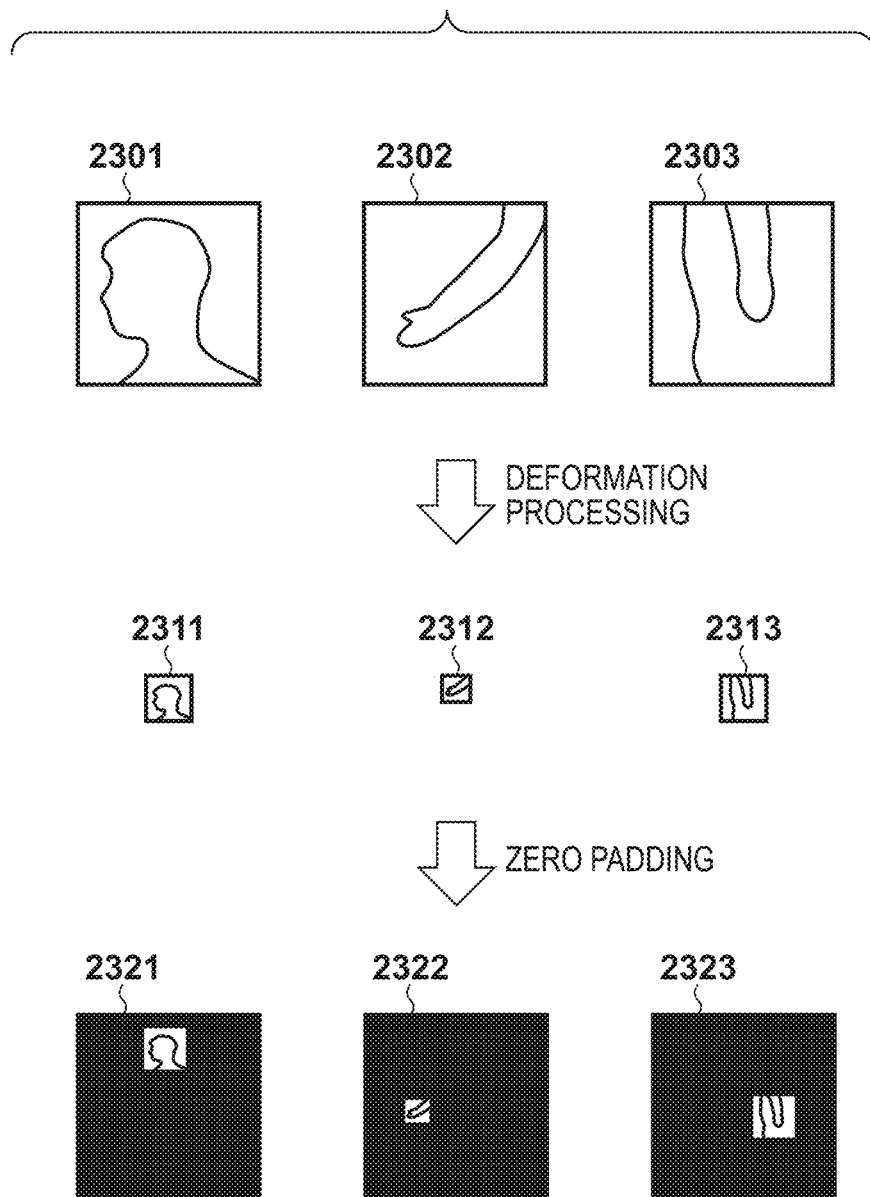 2301 2302 2303
DEFORMATION
PROCESSING
2311 2312 2313
ZERO PADDING
2321 2322 2323